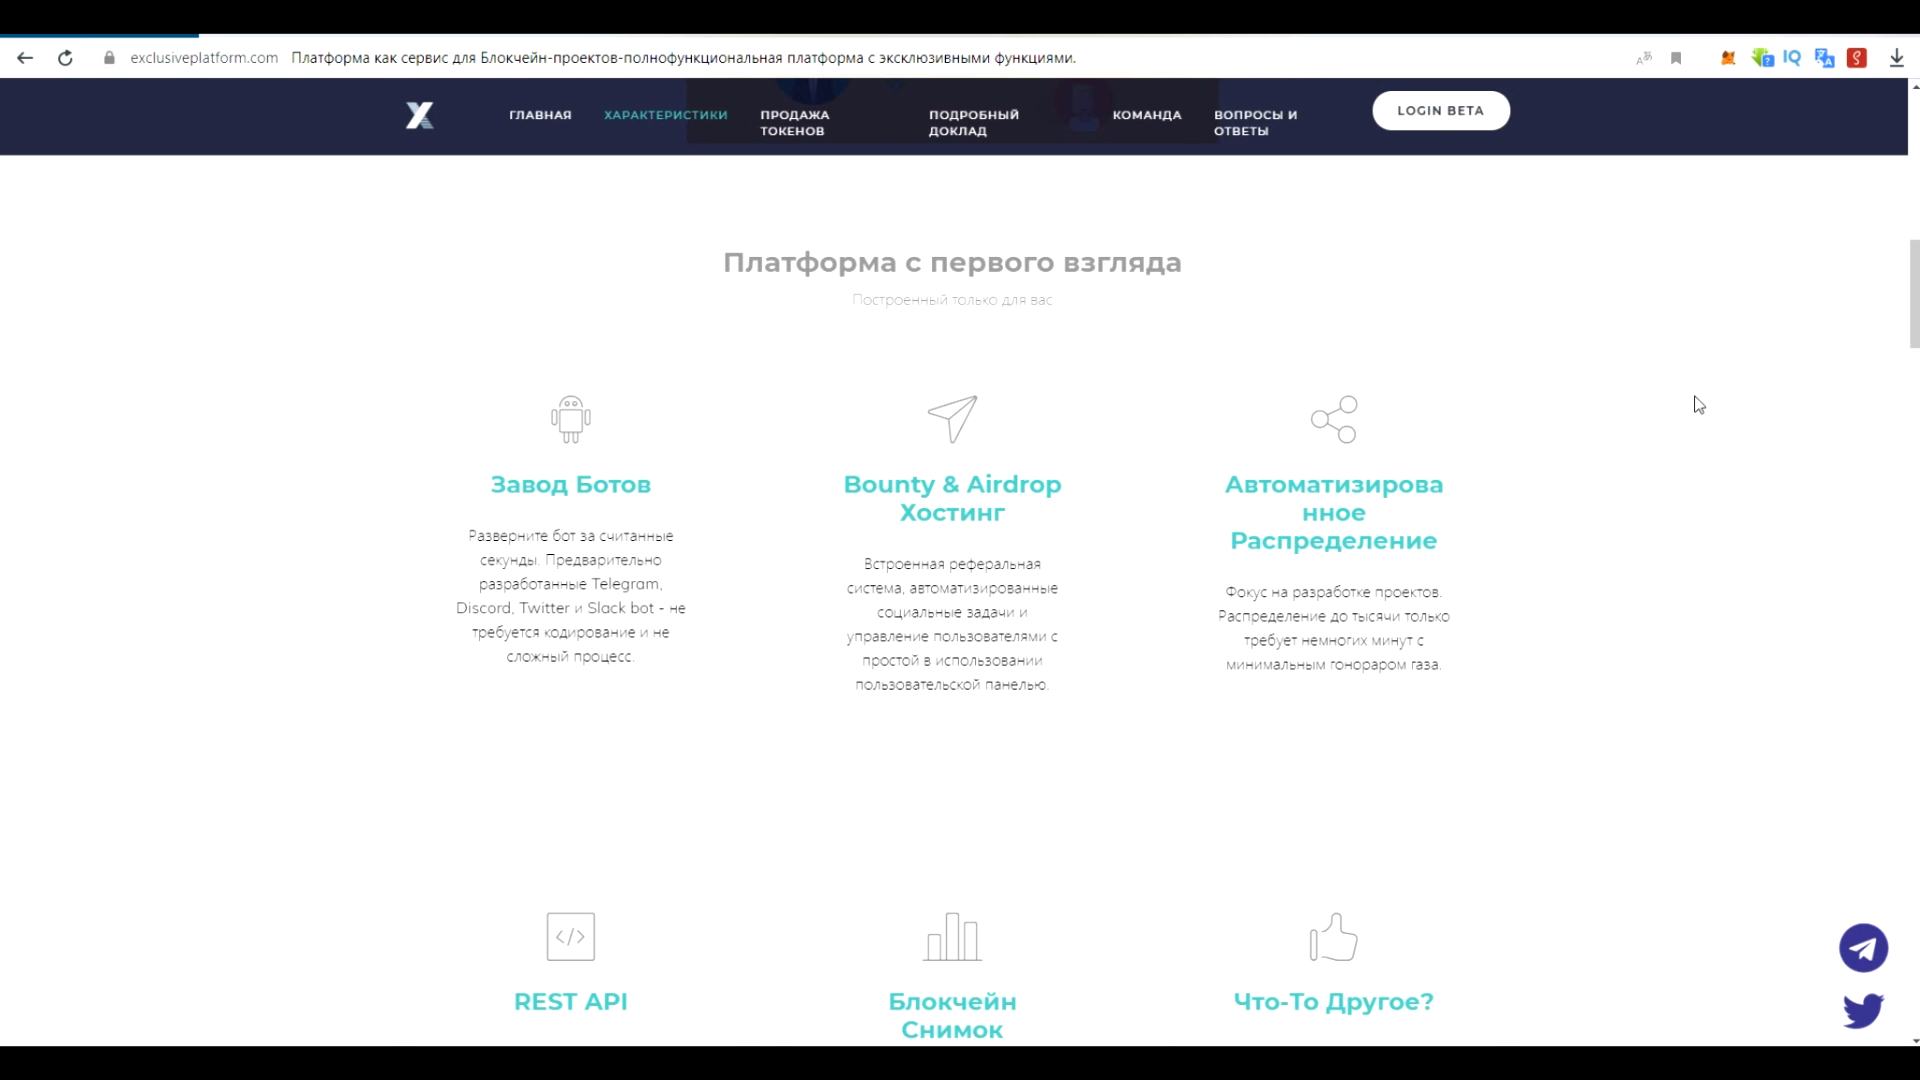 exclusiveplatform.com Платформа как сервис для Блокчейн-проектов-полнофункциональная платформа с эксклюзивными функциями.
IQ
ГЛАВНАЯ
ХАРАКТЕРИСТИКИ
ПРОДАЖА
ТОКЕНОВ
ПОДРОБНЫЙ
ДОКЛАД
КОМАНДА
ВОПРОСЫ И
ОТВЕТЫ
LOGIN BETA
Платформа с первого взгляда
Построенный только для вас
Завод Ботов
Разверните бот за считанные
секунды. Предварительно
разработанные Telegram,
Discord, Twitter и Slack bot - не
требуется кодирование и не
сложный процесс.
Bounty & Airdrop
Хостинг
Встроенная реферальная
система, автоматизированные
социальные задачи и
управление пользователями с
простой в использовании
пользовательской панелью.
Автоматизирова
нное
Распределение
Фокус на разработке проектов.
Распределение до тысячи только
требует немногих минут с
минимальным гонораром газа.
REST API
Блокчейн
Снимок
Что-То Другое?